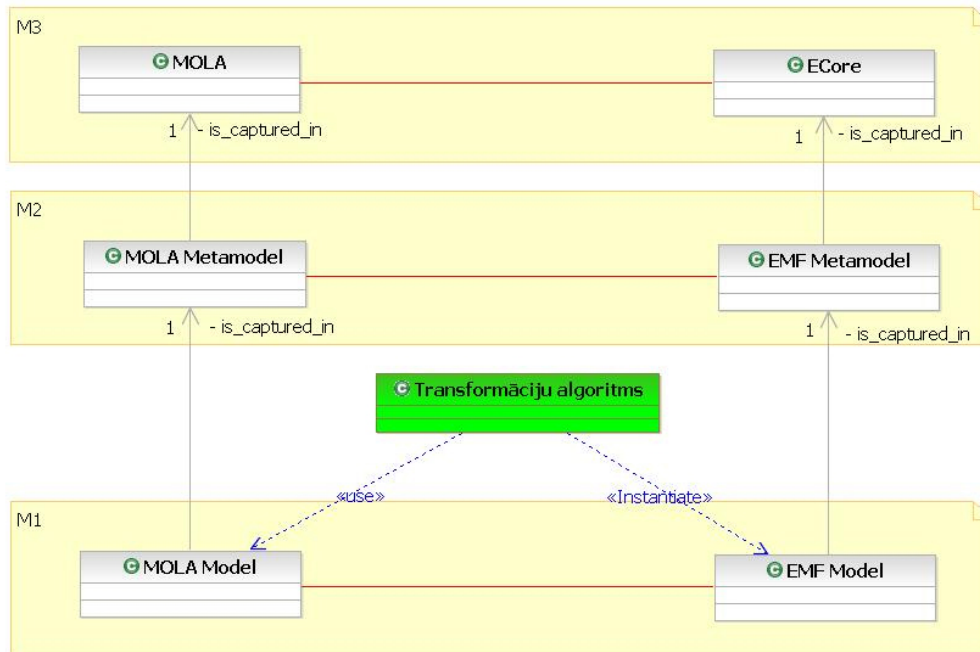 M3
MOLA
ECore
1 - is_captured_in
1 - is_captured_in
M2
MOLA Metamodel
EMF Metamodel
1 - is_captured_in
1 - is_captured_in
Transformāciju algoritms
«use»
«Instantiate»
M1
MOLA Model
EMF Model